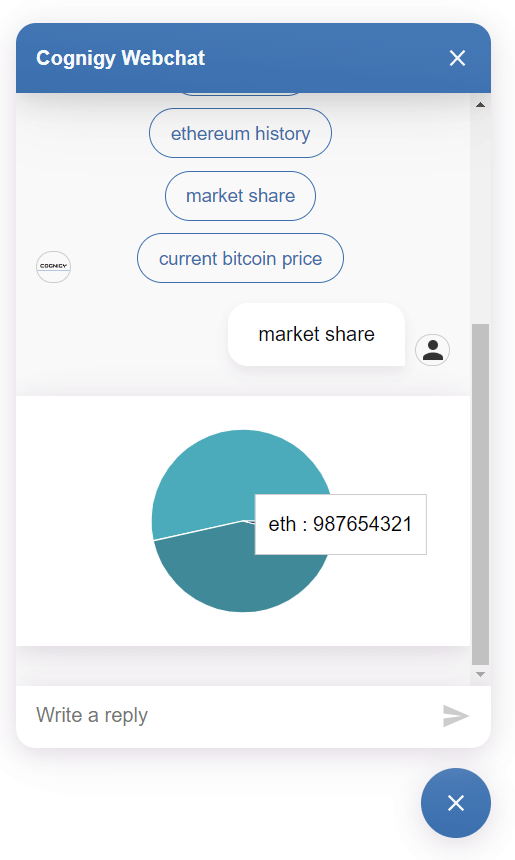 Cognigy Webchat
ethereum history
market share
current bitcoin price
COGNIGY
market share
eth : 987654321
Write a reply